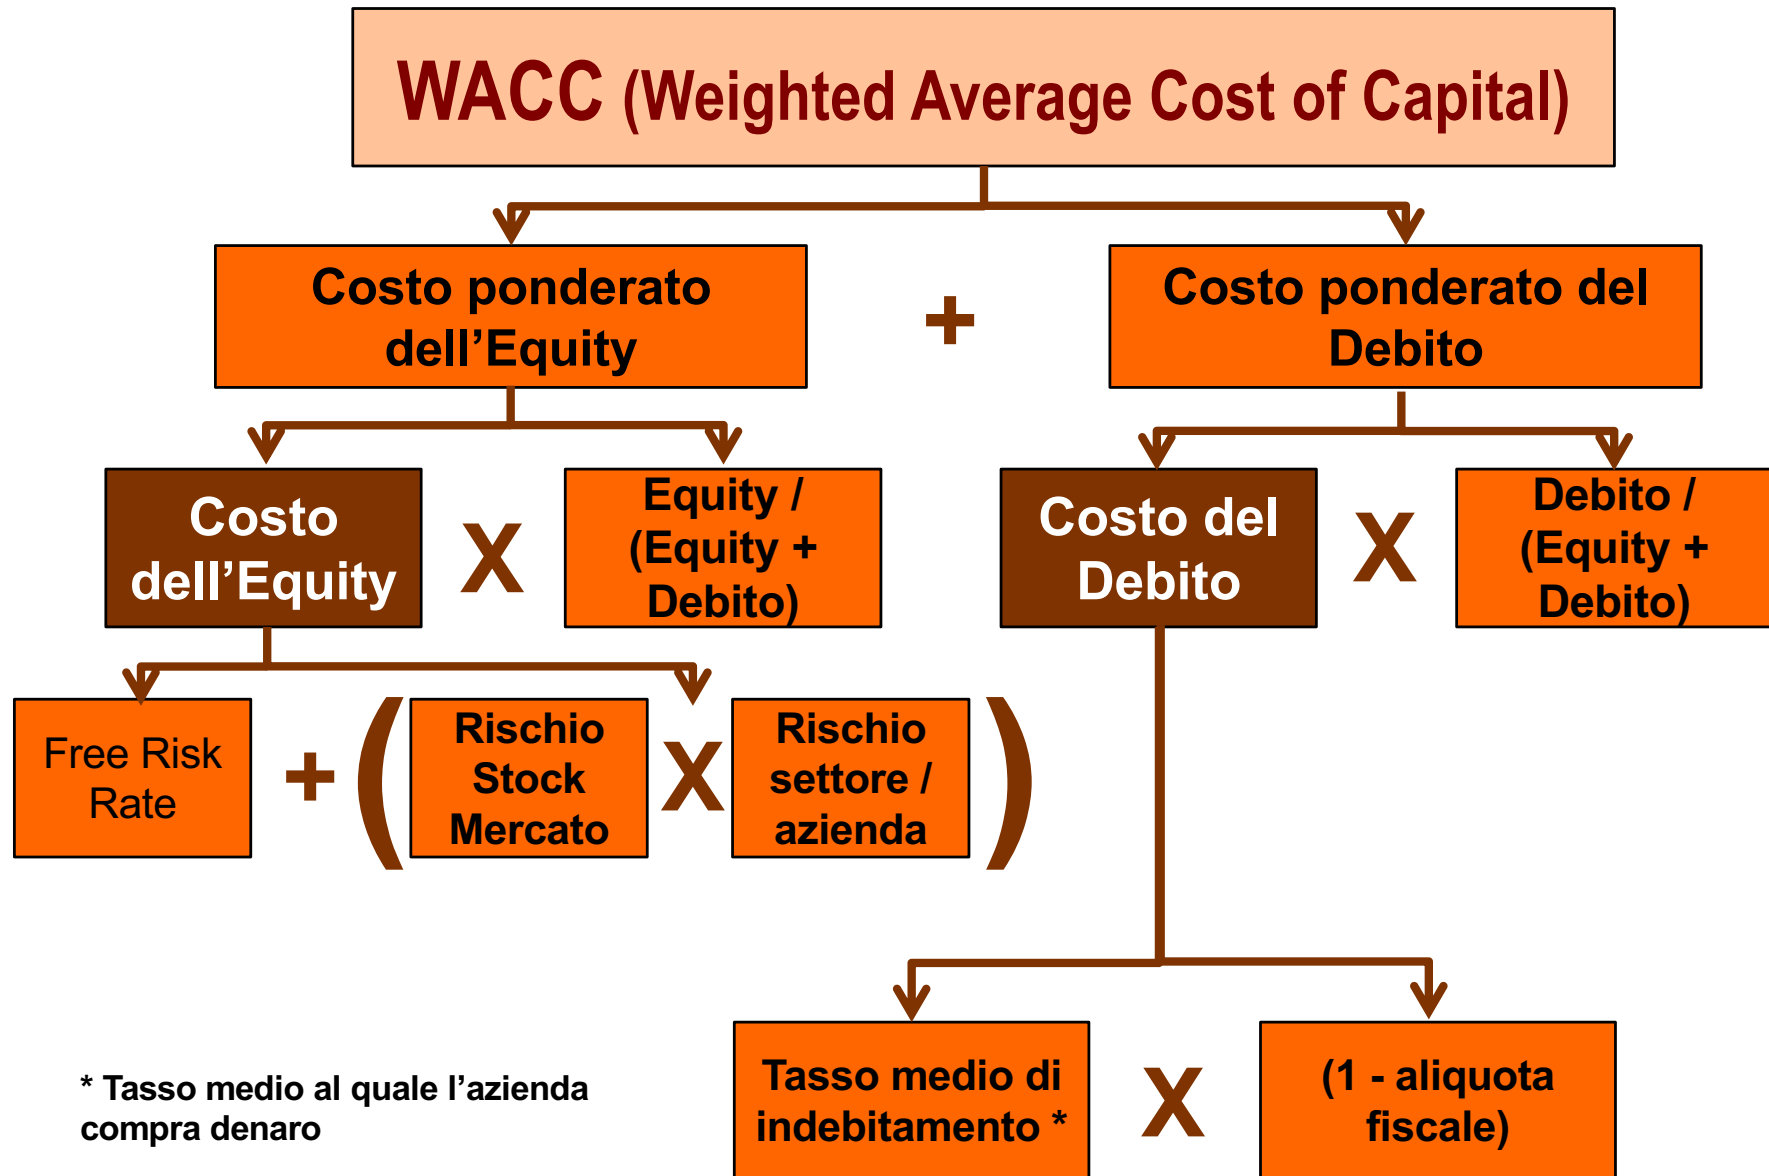 WACC (Weighted Average Cost of Capital)
Costo ponderato
dell’Equity
+
Costo ponderato del
Debito
Costo
dell’Equity
X
Equity /
(Equity +
Debito)
Costo del
Debito
X
Debito /
(Equity +
Debito)
Free Risk
Rate
+
(
Rischio
Stock
Mercato
X
Rischio
settore /
azienda
)
Tasso medio di
indebitamento *
X
(1 - aliquota
fiscale)
* Tasso medio al quale l’azienda
compra denaro